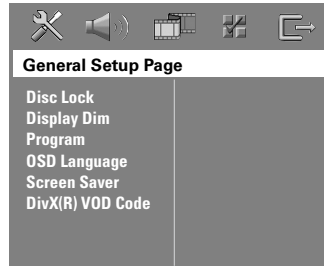 General Setup Page
Disc Lock
Display Dim
Program
OSD Language
Screen Saver
DivX(R) VOD Code